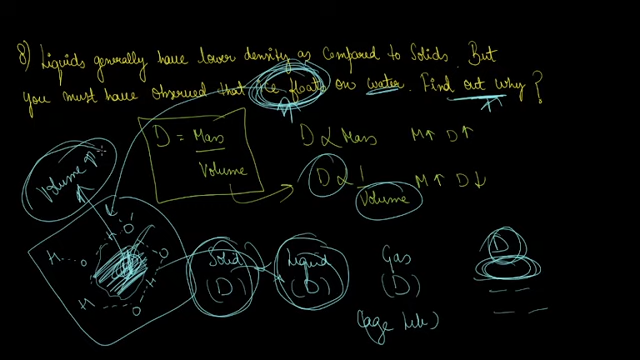 8) Liquids generally have lower density as compared to Solids. But
you must have observed that ice floats on water. Find out why?
D = Mass
Volume
D ∝ Mass M↑ D↑
D ∝ 1
Volume
M↑ D↓
Volume ↑
H O
H O
H O
H O
Solid
(D)
Liquid
(D)
Gas
(D)
D